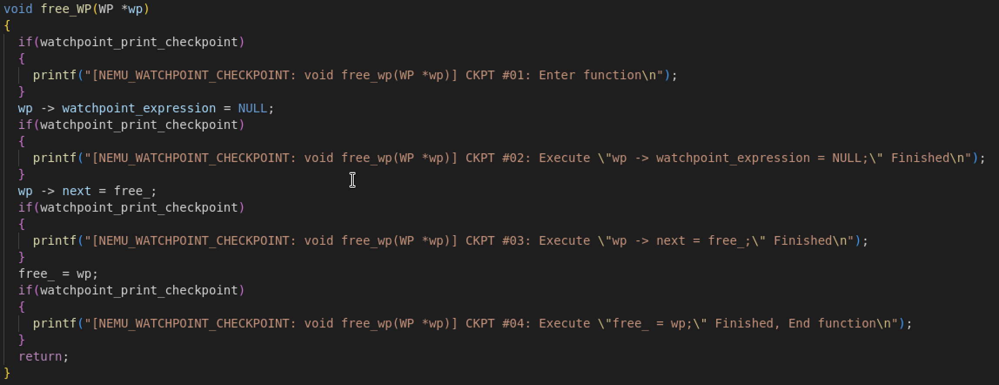 void free_WP(WP *wp)
{
  if(watchpoint_print_checkpoint)
  {
    printf("[NEMU_WATCHPOINT_CHECKPOINT: void free_wp(WP *wp)] CKPT #01: Enter function\n");
  }
  wp -> watchpoint_expression = NULL;
  if(watchpoint_print_checkpoint)
  {
    printf("[NEMU_WATCHPOINT_CHECKPOINT: void free_wp(WP *wp)] CKPT #02: Execute \"wp -> watchpoint_expression = NULL;\" Finished\n");
  }
  wp -> next = free_;
  if(watchpoint_print_checkpoint)
  {
    printf("[NEMU_WATCHPOINT_CHECKPOINT: void free_wp(WP *wp)] CKPT #03: Execute \"wp -> next = free_;\" Finished\n");
  }
  free_ = wp;
  if(watchpoint_print_checkpoint)
  {
    printf("[NEMU_WATCHPOINT_CHECKPOINT: void free_wp(WP *wp)] CKPT #04: Execute \"free_ = wp;\" Finished, End function\n");
  }
  return;
}